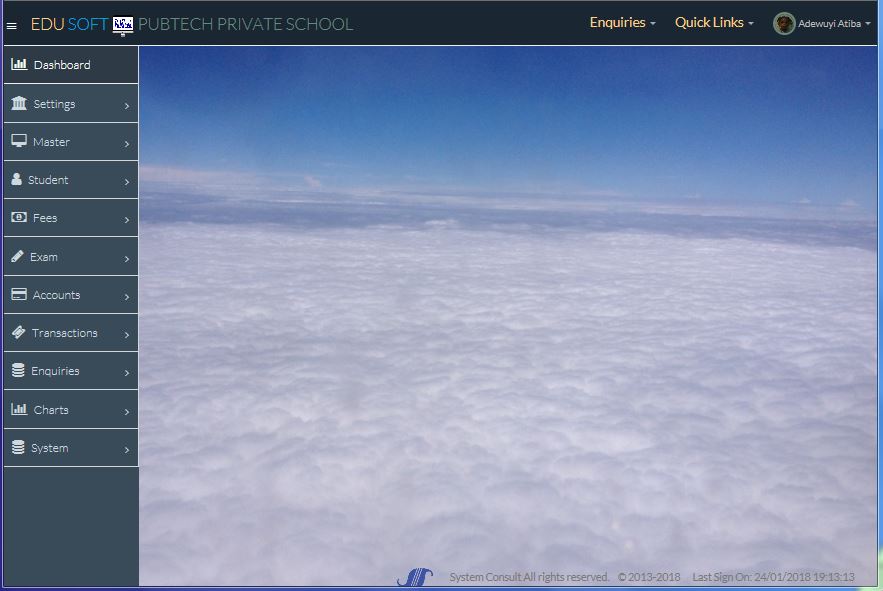 EDU SOFT PUBTECH PRIVATE SCHOOL
Enquiries
Quick Links
Adewuyi Atiba
Dashboard
Settings
Master
Student
Fees
Exam
Accounts
Transactions
Enquiries
Charts
System
System Consult All rights reserved. © 2013-2018 Last Sign On: 24/01/2018 19:13:13